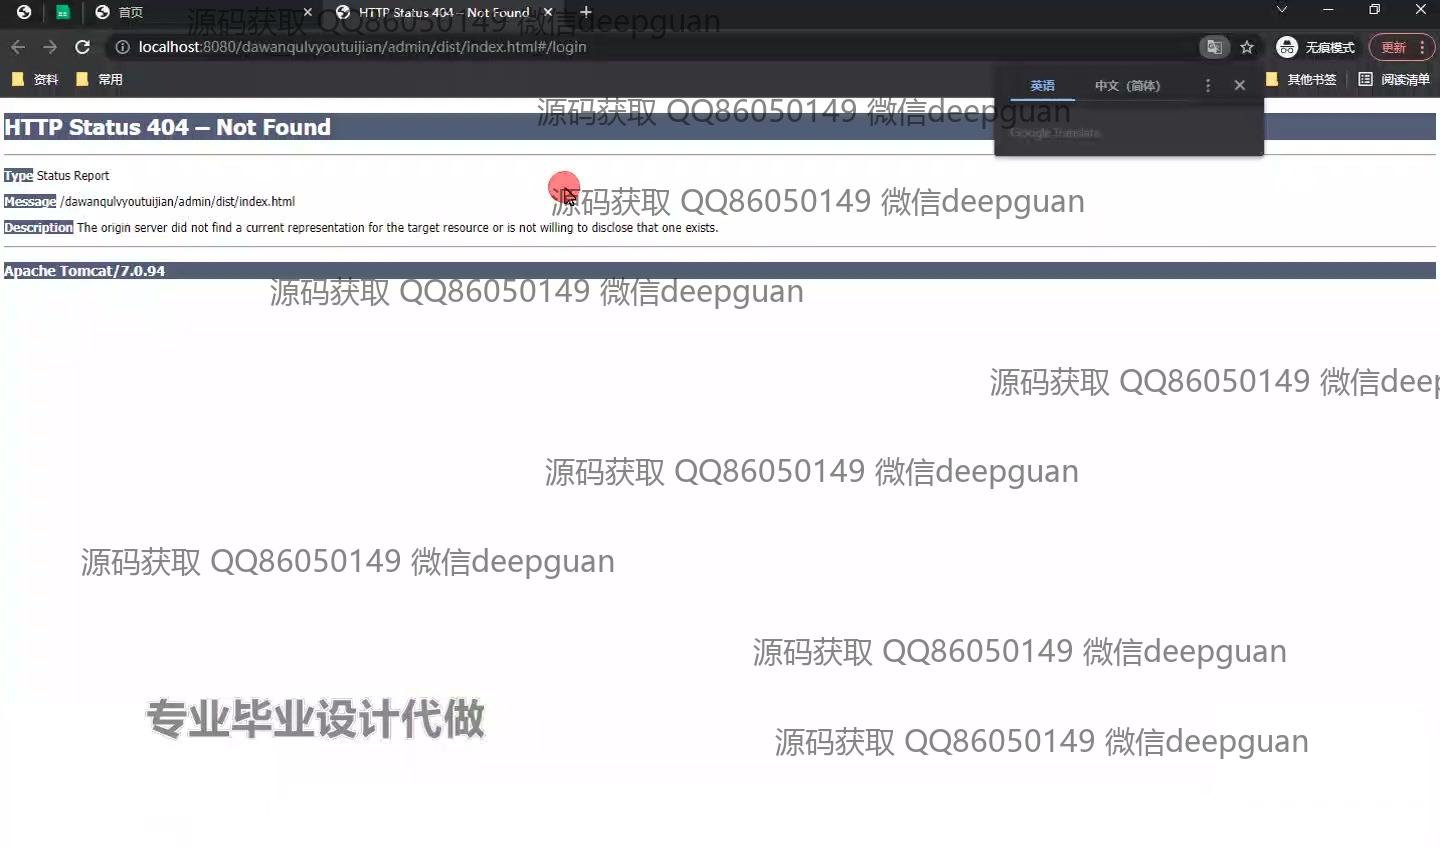 首页
HTTP Status 404 – Not Found
源码获取 QQ86050149 微信deepguan
localhost:8080/dawanqulvyoutuijian/admin/dist/index.html#/login
无痕模式
更新
资料
常用
其他书签
阅读清单
英语
中文（简体）
Google Translate
源码获取 QQ86050149 微信deepguan
HTTP Status 404 – Not Found
Type Status Report
Message /dawanqulvyoutuijian/admin/dist/index.html
源码获取 QQ86050149 微信deepguan
Description The origin server did not find a current representation for the target resource or is not willing to disclose that one exists.
Apache Tomcat/7.0.94
源码获取 QQ86050149 微信deepguan
源码获取 QQ86050149 微信deep
源码获取 QQ86050149 微信deepguan
源码获取 QQ86050149 微信deepguan
源码获取 QQ86050149 微信deepguan
专业毕业设计代做
源码获取 QQ86050149 微信deepguan